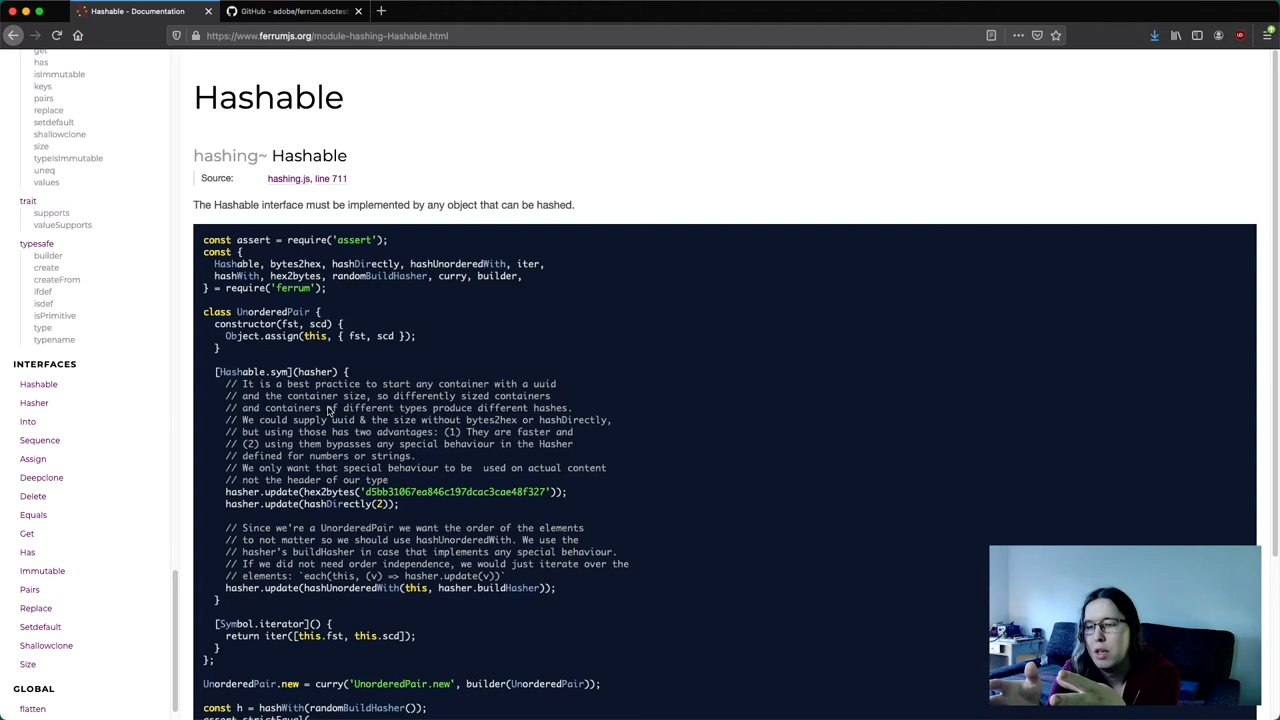 Hashable - Documentation
GitHub - adobe/ferrum.doctes
https://www.ferrumjs.org/module-hashing-Hashable.html
get
has
isImmutable
keys
pairs
replace
setdefault
shallowclone
size
typeIsImmutable
uneq
values
trait
supports
valueSupports
typesafe
builder
create
createFrom
ifdef
isdef
isPrimitive
type
typename
INTERFACES
Hashable
Hasher
Into
Sequence
Assign
Deepclone
Delete
Equals
Get
Has
Immutable
Pairs
Replace
Setdefault
Shallowclone
Size
GLOBAL
flatten
Hashable
hashing~ Hashable
Source: hashing.js, line 711
The Hashable interface must be implemented by any object that can be hashed.
const assert = require('assert');
const {
Hashable, bytes2hex, hashDirectly, hashUnorderedWith, iter,
hashWith, hex2bytes, randomBuildHasher, curry, builder,
} = require('ferrum');
class UnorderedPair {
constructor(fst, scd) {
Object.assign(this, { fst, scd });
}
[Hashable.sym](hasher) {
// It is a best practice to start any container with a uuid
// and the container size, so differently sized containers
// and containers of different types produce different hashes.
// We could supply uuid & the size without bytes2hex or hashDirectly,
// but using those has two advantages: (1) They are faster and
// (2) using them bypasses any special behaviour in the Hasher
// defined for numbers or strings.
// We only want that special behaviour to be  used on actual content
// not the header of our type
hasher.update(hex2bytes('d5bb31067ea846c197dcac3cae48f327'));
hasher.update(hashDirectly(2));
// Since we're a UnorderedPair we want the order of the elements
// to not matter so we should use hashUnorderedWith. We use the
// hasher's buildHasher in case that implements any special behaviour.
// If we did not need order independence, we would just iterate over the
// elements: `each(this, (v) => hasher.update(v))`
hasher.update(hashUnorderedWith(this, hasher.buildHasher));
}
[Symbol.iterator]() {
return iter([this.fst, this.scd]);
}
};
UnorderedPair.new = curry('UnorderedPair.new', builder(UnorderedPair));
const h = hashWith(randomBuildHasher());
assert.strictEqual(